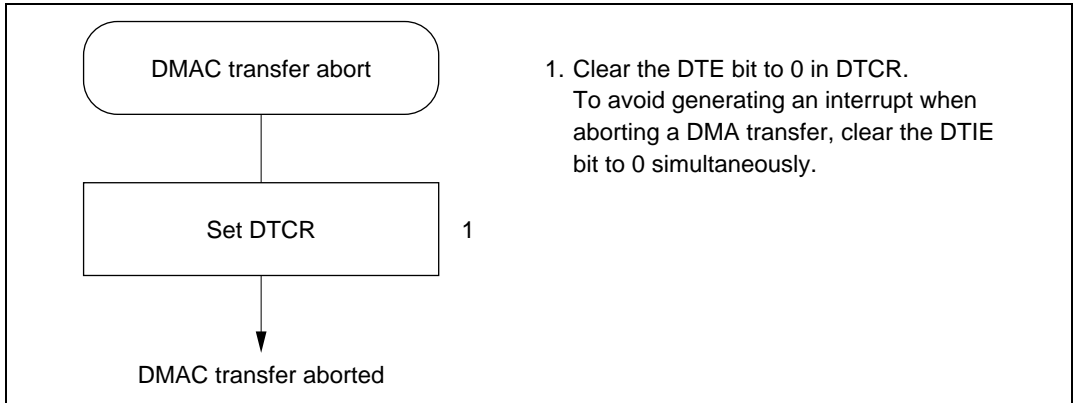 DMAC transfer abort
1. Clear the DTE bit to 0 in DTCR.
To avoid generating an interrupt when
aborting a DMA transfer, clear the DTIE
bit to 0 simultaneously.
Set DTCR
1
DMAC transfer aborted